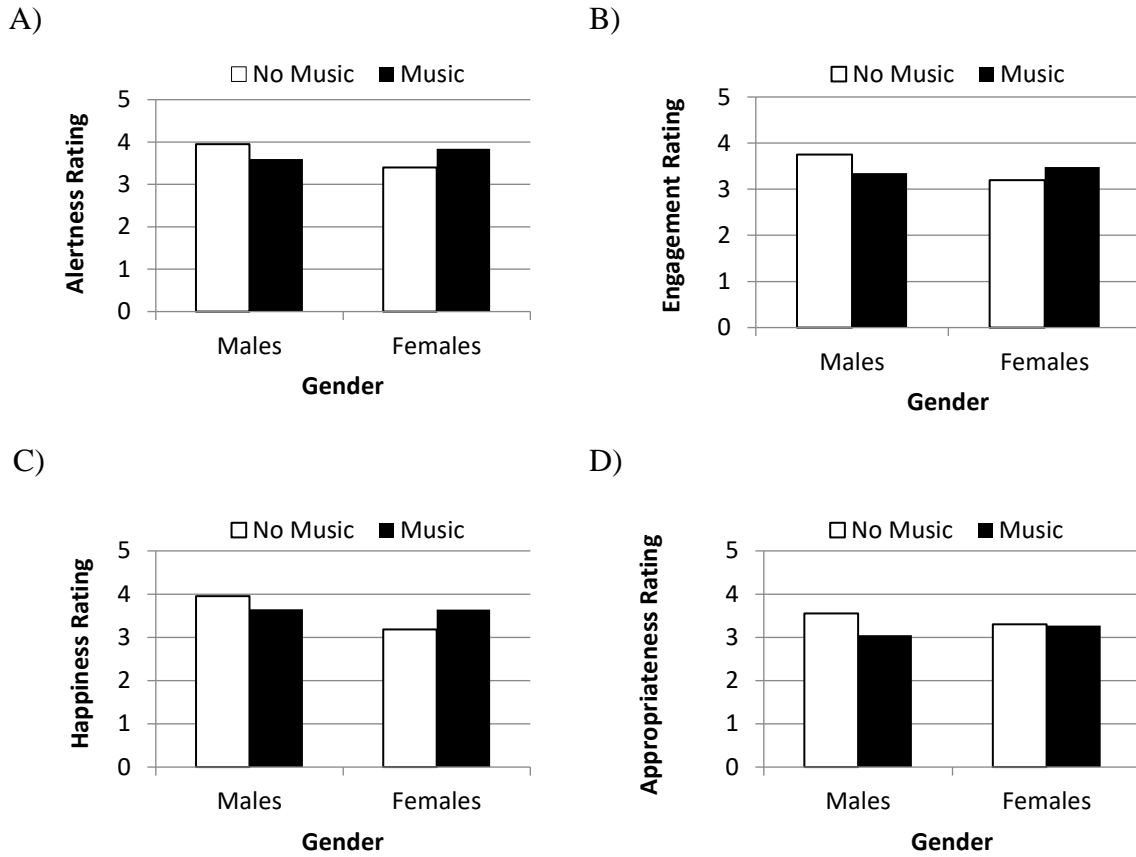 A)
No Music Music
Alertness Rating
5
4
3
2
1
0
Males Females
Gender
B)
No Music Music
Engagement Rating
5
4
3
2
1
0
Males Females
Gender
C)
No Music Music
Happiness Rating
5
4
3
2
1
0
Males Females
Gender
D)
No Music Music
Appropriateness Rating
5
4
3
2
1
0
Males Females
Gender